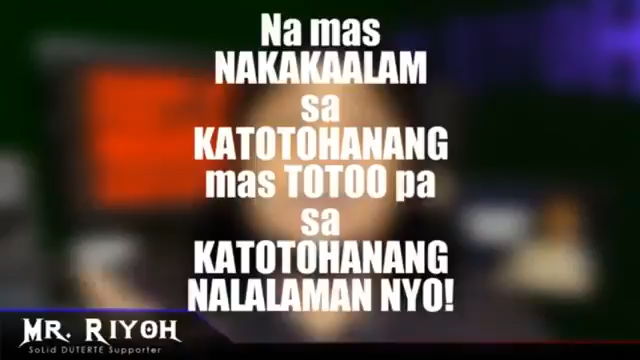 Na mas
NAKAKAALAM
sa
KATOTOHANANG
mas TOTOO pa
sa
KATOTOHANANG
NALALAMAN NYO!
MR. RIYOH
SoLid DUTERTE Supporter